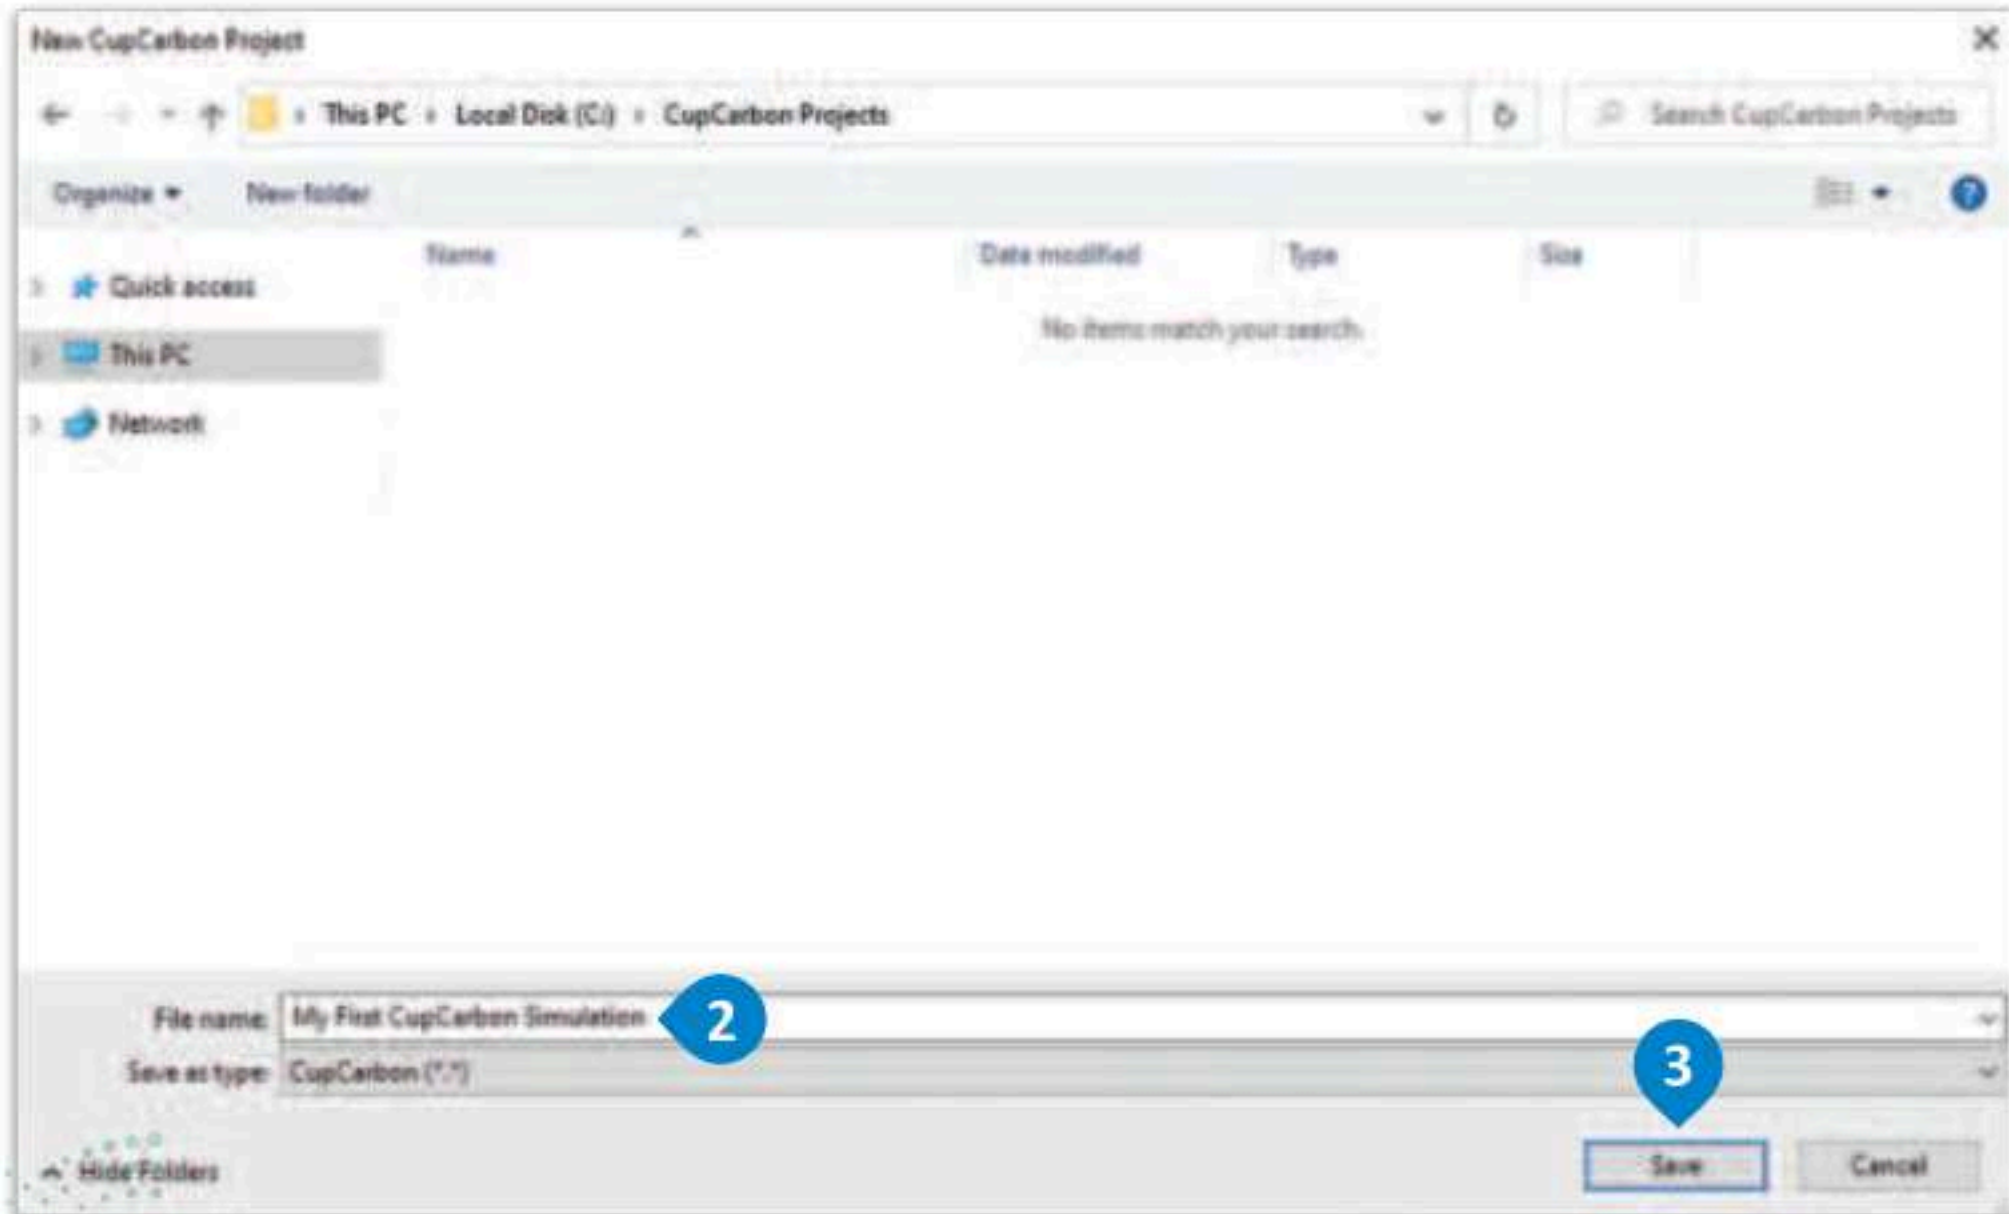 New CupCarbon Project
This PC › Local Disk (C:) › CupCarbon Projects
Search CupCarbon Projects
Organize
New folder
Name
Date modified
Type
Size
Quick access
No items match your search.
This PC
Network
File name: My First CupCarbon Simulation
2
Save as type: CupCarbon (*.*)
3
Hide Folders
Save
Cancel